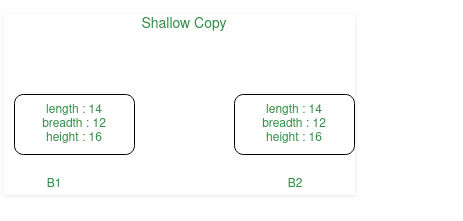 Shallow Copy
length : 14
breadth : 12
height : 16
length : 14
breadth : 12
height : 16
B1
B2